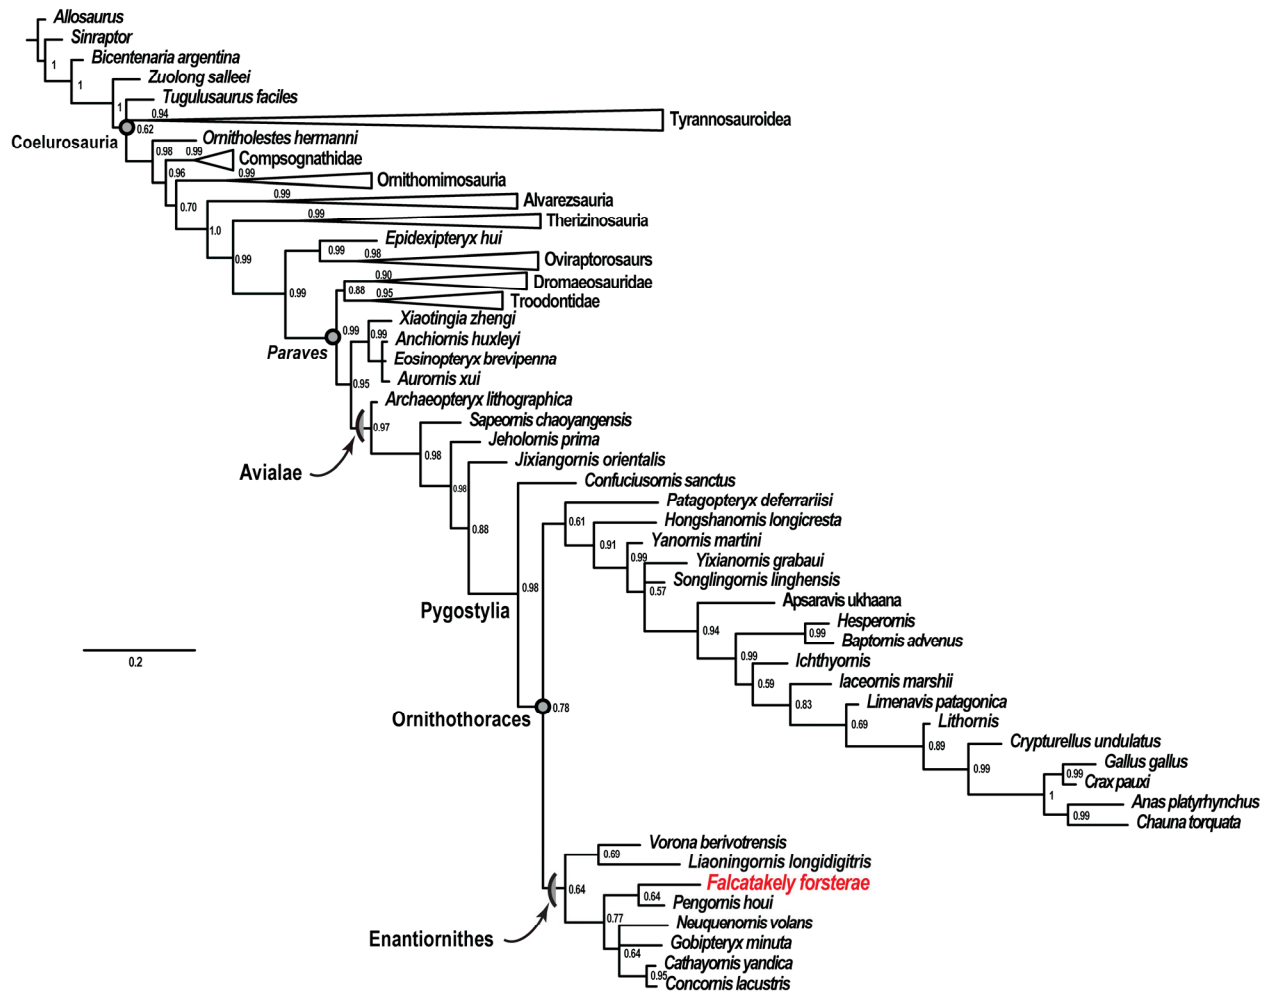 Allosaurus
Sinraptor
1
Bicentenaria argentina
1
Zuolong salleei
1
Tugulusaurus faciles
0.94
Tyrannosauroidea
0.62
Coelurosauria
Ornitholestes hermanni
0.98
0.99
Compsognathidae
0.96
0.99
Ornithomimosauria
0.70
0.99
Alvarezsauria
1.0
0.99
Therizinosauria
0.99
Epidexipteryx hui
0.99
0.98
Oviraptorosaurs
0.99
0.90
Dromaeosauridae
0.88
0.95
Troodontidae
Paraves
0.99
Xiaotingia zhengi
0.99
Anchiornis huxleyi
Eosinopteryx brevipenna
Aurornis xui
0.95
Archaeopteryx lithographica
0.97
Avialae
Sapeornis chaoyangensis
0.98
Jeholornis prima
0.98
Jixiangornis orientalis
0.88
Confuciusornis sanctus
0.98
Pygostylia
Patagopteryx deferrariisi
0.61
Hongshanornis longicresta
0.91
Yanornis martini
0.99
Yixianornis grabaui
Songlingornis linghensis
0.57
Apsaravis ukhaana
0.94
Hesperornis
0.99
Baptornis advenus
0.99
Ichthyornis
0.59
Iaceornis marshii
0.83
Limenavis patagonica
0.69
Lithornis
0.89
Crypturellus undulatus
0.99
Gallus gallus
0.99
Crax pauxi
1
Anas platyrhynchus
0.99
Chauna torquata
0.2
Ornithothoraces
0.78
Vorona berivotrensis
0.69
Liaoningornis longidigitris
0.64
Falcatakely forsterae
0.64
Pengornis houi
0.77
Neuquenornis volans
Gobipteryx minuta
0.64
Cathayornis yandica
0.95
Concornis lacustris
Enantiornithes